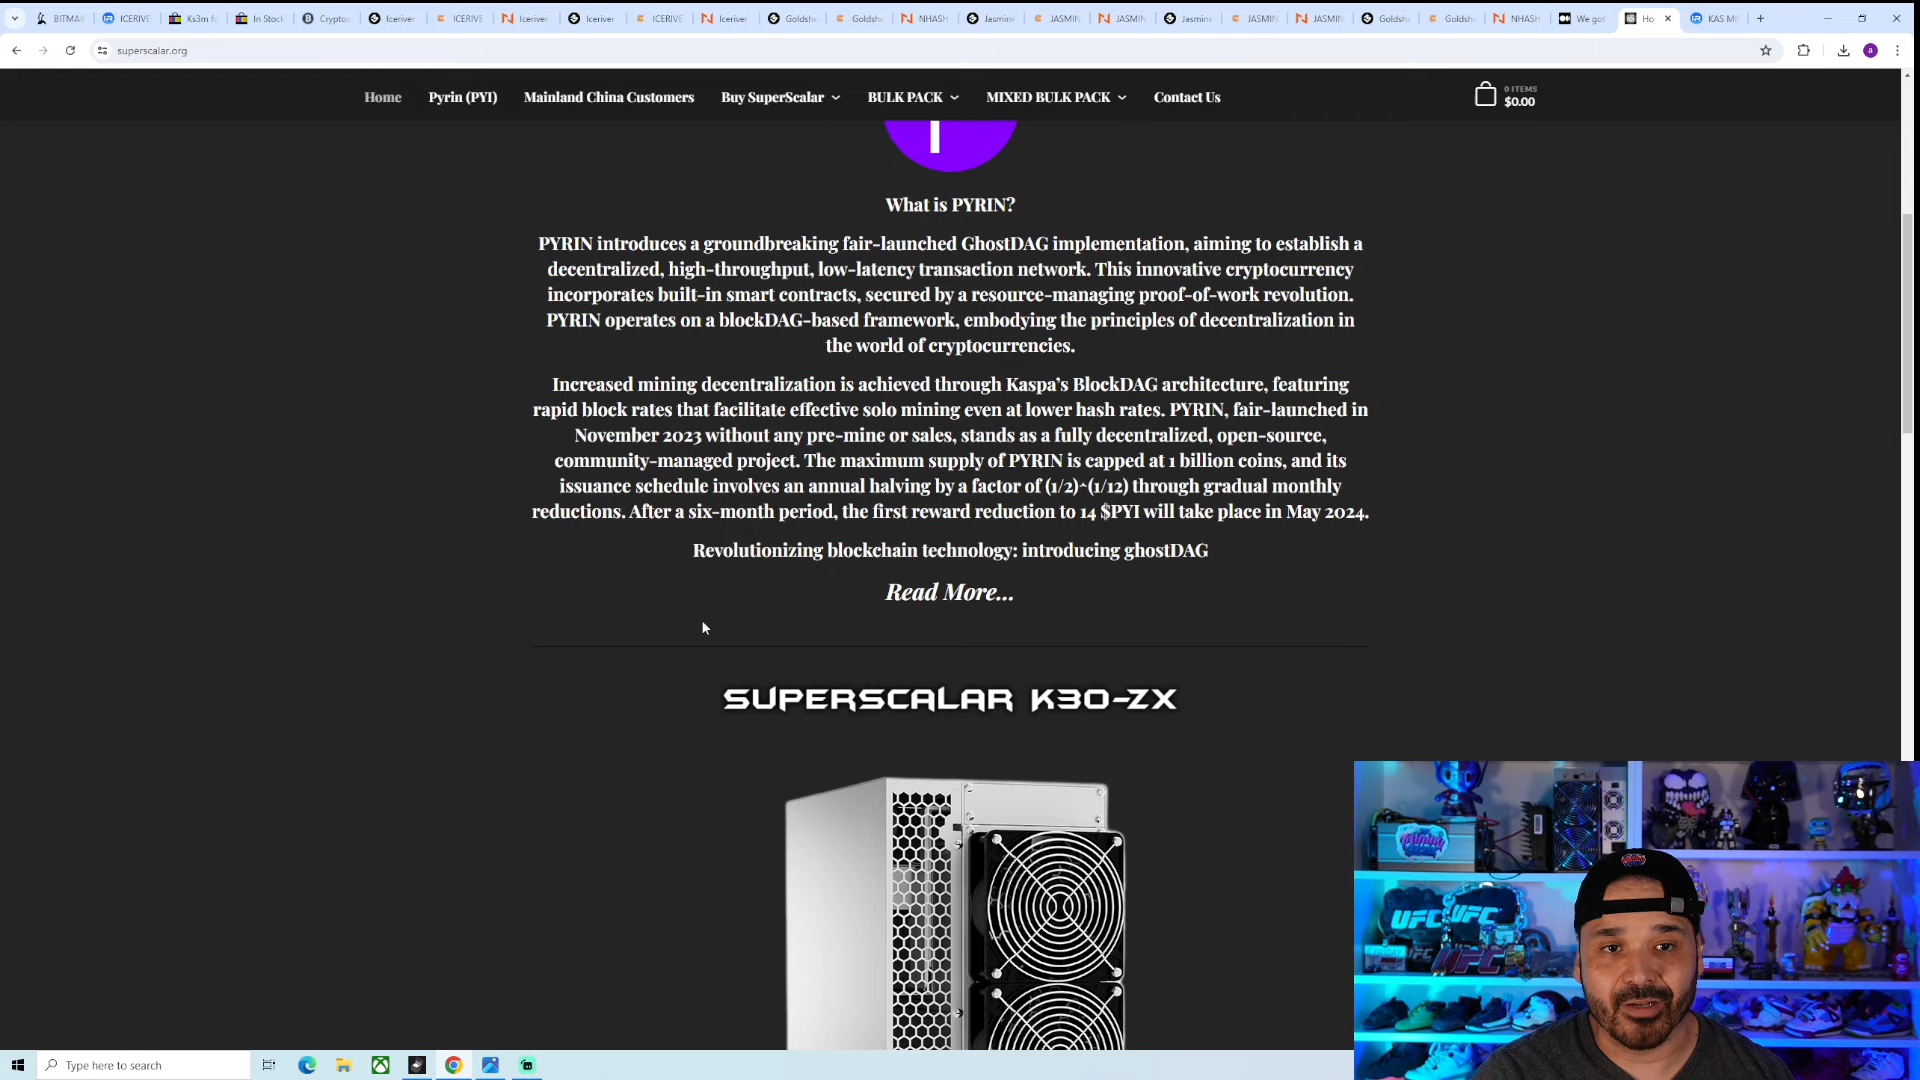 BITMAI
ICERIVE
Ks3m fo
In Stock
Cryptoc
Iceriver
ICERIVE
Iceriver
Iceriver
ICERIVE
Iceriver
Goldshe
Goldshe
NHASH
Jasmine
JASMIN
JASMIN
Jasmine
JASMIN
JASMIN
Goldshe
Goldshe
NHASH
We got
Ho
KAS MI
superscalar.org
Home
Pyrin (PYI)
Mainland China Customers
Buy SuperScalar
BULK PACK
MIXED BULK PACK
Contact Us
0 ITEMS
$0.00
What is PYRIN?
PYRIN introduces a groundbreaking fair-launched GhostDAG implementation, aiming to establish a
decentralized, high-throughput, low-latency transaction network. This innovative cryptocurrency
incorporates built-in smart contracts, secured by a resource-managing proof-of-work revolution.
PYRIN operates on a blockDAG-based framework, embodying the principles of decentralization in
the world of cryptocurrencies.
Increased mining decentralization is achieved through Kaspa's BlockDAG architecture, featuring
rapid block rates that facilitate effective solo mining even at lower hash rates. PYRIN, fair-launched in
November 2023 without any pre-mine or sales, stands as a fully decentralized, open-source,
community-managed project. The maximum supply of PYRIN is capped at 1 billion coins, and its
issuance schedule involves an annual halving by a factor of (1/2)^(1/12) through gradual monthly
reductions. After a six-month period, the first reward reduction to 14 $PYI will take place in May 2024.
Revolutionizing blockchain technology: introducing ghostDAG
Read More...
SUPERSCALAR K30-ZX
UFC
UFC
UFC
Type here to search